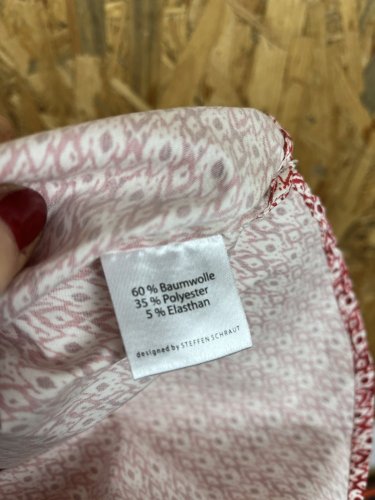 60 % Baumwolle
35 % Polyester
5 % Elasthan
designed by STEFFEN SCHRAUT